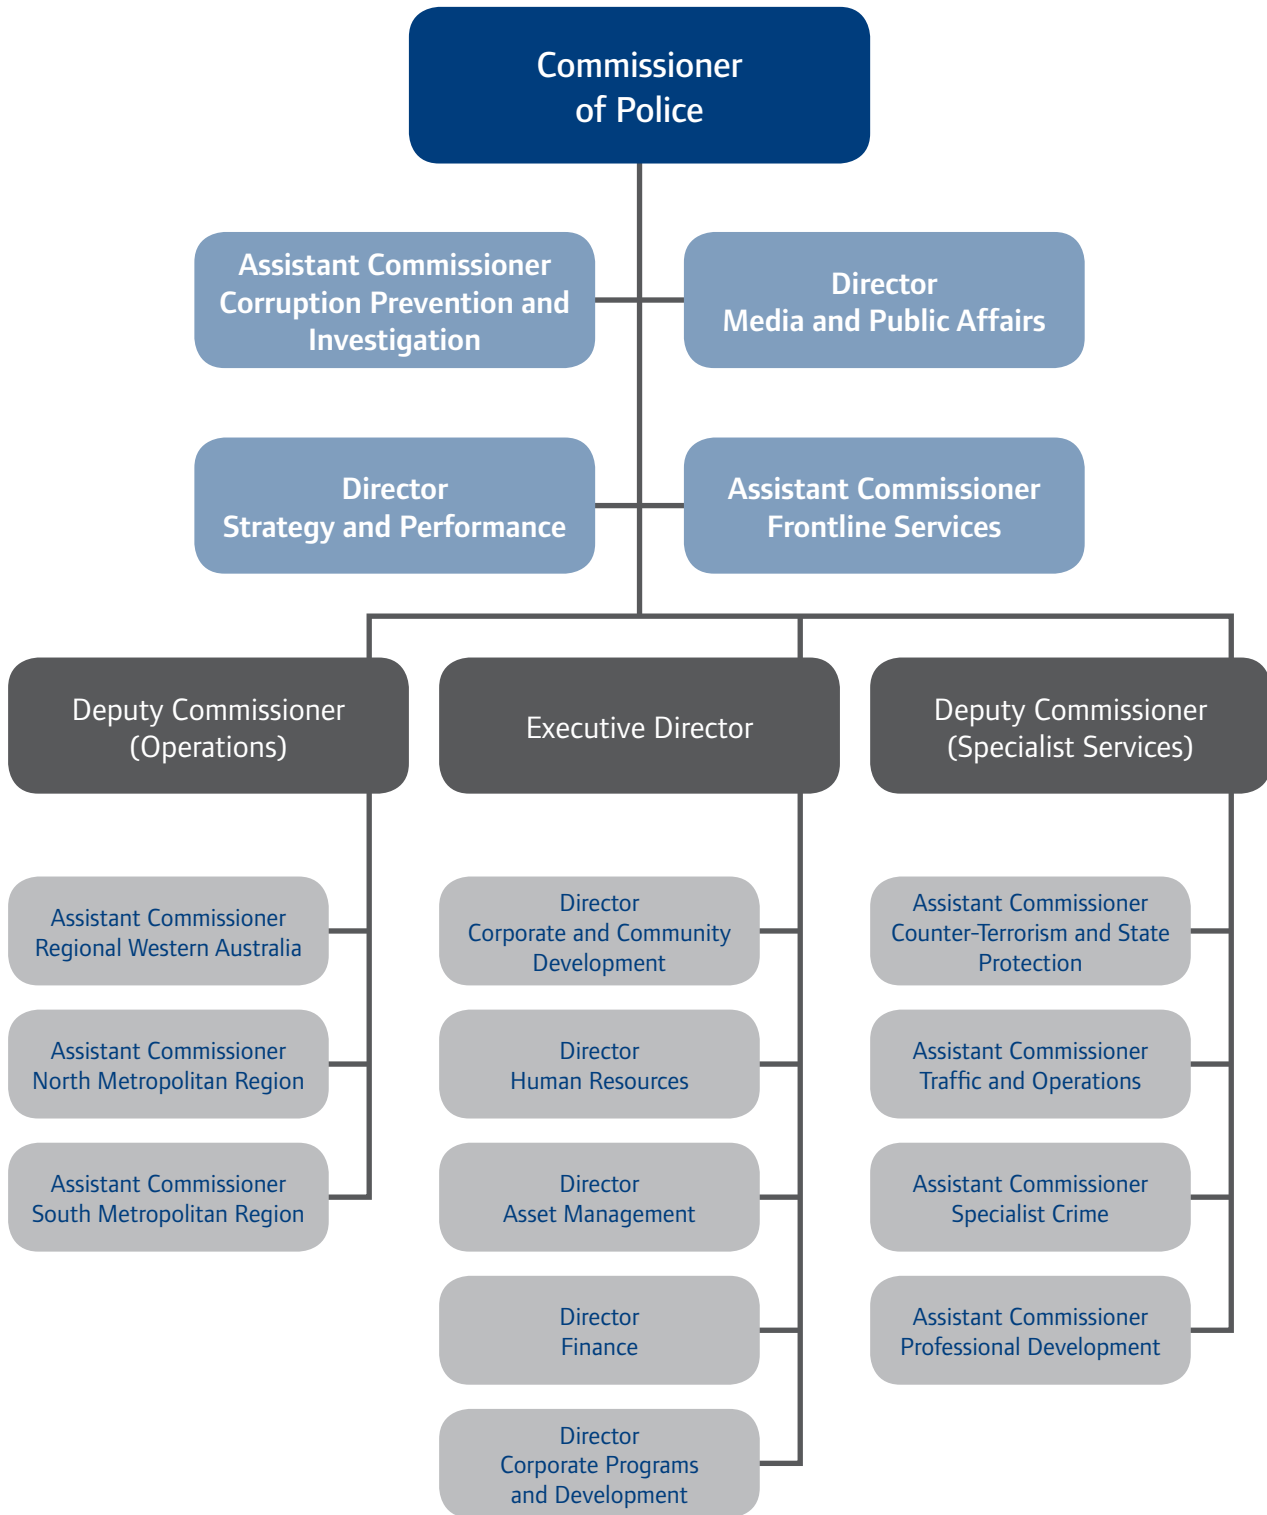 Commissioner
of Police
Assistant Commissioner
Corruption Prevention and
Investigation
Director
Media and Public Affairs
Director
Strategy and Performance
Assistant Commissioner
Frontline Services
Deputy Commissioner
(Operations)
Executive Director
Deputy Commissioner
(Specialist Services)
Assistant Commissioner
Regional Western Australia
Assistant Commissioner
North Metropolitan Region
Assistant Commissioner
South Metropolitan Region
Director
Corporate and Community
Development
Director
Human Resources
Director
Asset Management
Director
Finance
Director
Corporate Programs
and Development
Assistant Commissioner
Counter-Terrorism and State
Protection
Assistant Commissioner
Traffic and Operations
Assistant Commissioner
Specialist Crime
Assistant Commissioner
Professional Development